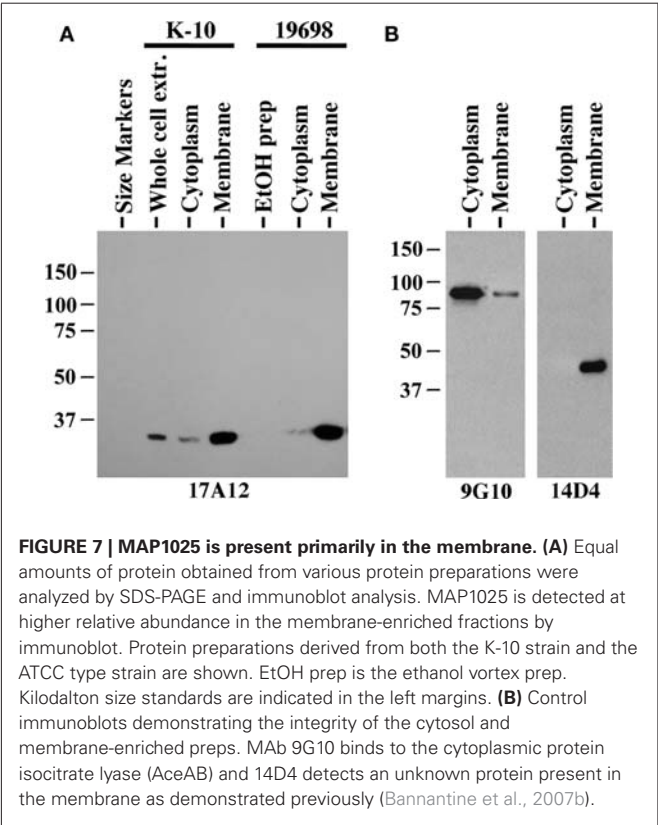 A
K-10
19698
B
Size Markers
Whole cell extr.
Cytoplasm
Membrane
EtOH prep
Cytoplasm
Membrane
Cytoplasm
Membrane
Cytoplasm
Membrane
150
100
75
50
37
150
100
75
50
37
17A12
9G10
14D4
FIGURE 7 | MAP1025 is present primarily in the membrane. (A) Equal
amounts of protein obtained from various protein preparations were
analyzed by SDS-PAGE and immunoblot analysis. MAP1025 is detected at
higher relative abundance in the membrane-enriched fractions by
immunoblot. Protein preparations derived from both the K-10 strain and the
ATCC type strain are shown. EtOH prep is the ethanol vortex prep.
Kilodalton size standards are indicated in the left margins. (B) Control
immunoblots demonstrating the integrity of the cytosol and
membrane-enriched preps. MAb 9G10 binds to the cytoplasmic protein
isocitrate lyase (AceAB) and 14D4 detects an unknown protein present in
the membrane as demonstrated previously (Bannantine et al., 2007b).